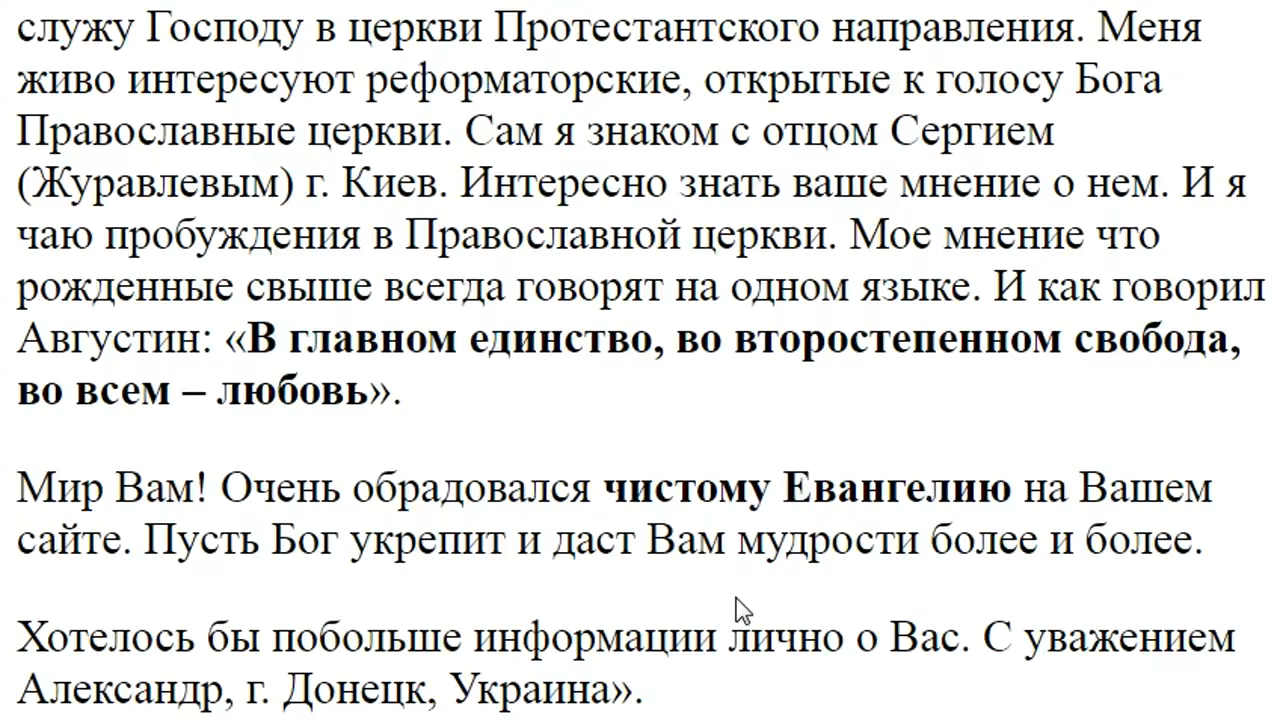 служу Господу в церкви Протестантского направления. Меня
живо интересуют реформаторские, открытые к голосу Бога
Православные церкви. Сам я знаком с отцом Сергием
(Журавлевым) г. Киев. Интересно знать ваше мнение о нем. И я
чаю пробуждения в Православной церкви. Мое мнение что
рожденные свыше всегда говорят на одном языке. И как говорил
Августин: «В главном единство, во второстепенном свобода,
во всем – любовь».
Мир Вам! Очень обрадовался чистому Евангелию на Вашем
сайте. Пусть Бог укрепит и даст Вам мудрости более и более.
Хотелось бы побольше информации лично о Вас. С уважением
Александр, г. Донецк, Украина».